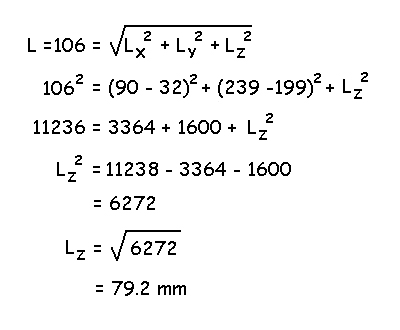 L =106 = √(Lx² + Ly² + Lz²)
106² = (90 - 32)² + (239 -199)² + Lz²
11236 = 3364 + 1600 + Lz²
Lz² = 11238 - 3364 - 1600
= 6272
Lz = √6272
= 79.2 mm